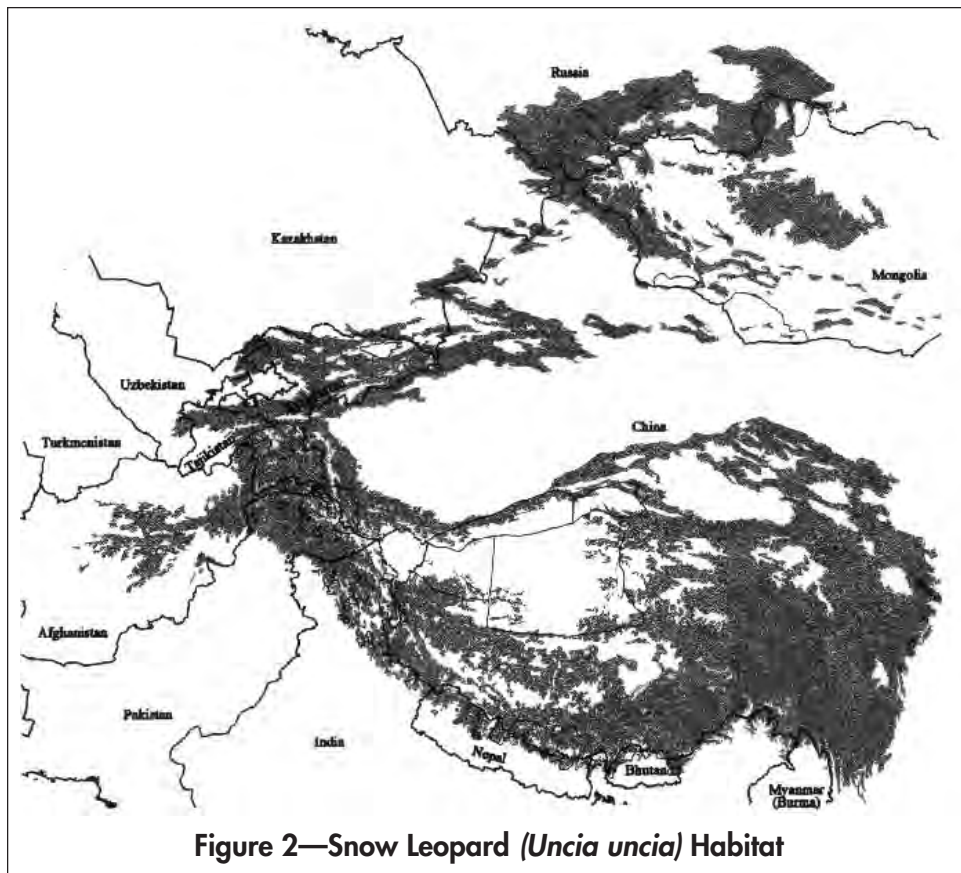 Russia
Kazakhstan
Mongolia
Uzbekistan
China
Turkmenistan
Tajikistan
Afghanistan
Pakistan
India
Nepal
Bhutan
Myanmar
(Burma)
Figure 2—Snow Leopard (Uncia uncia) Habitat